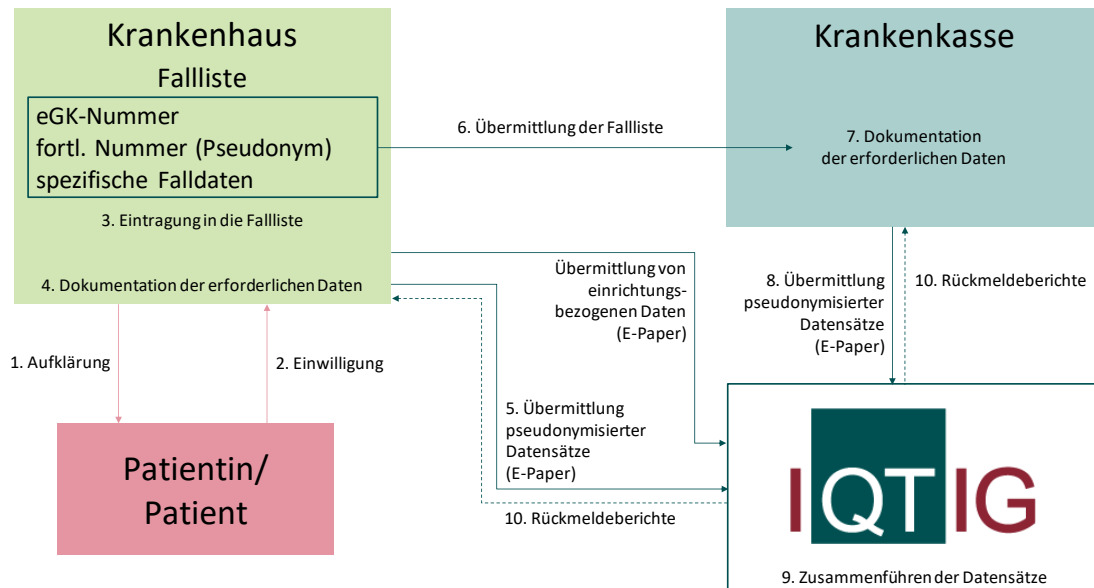 Krankenhaus
Fallliste
eGK-Nummer
fortl. Nummer (Pseudonym)
spezifische Falldaten
3. Eintragung in die Fallliste
4. Dokumentation der erforderlichen Daten
6. Übermittlung der Fallliste
Krankenkasse
7. Dokumentation
der erforderlichen Daten
Übermittlung von
einrichtungs-
bezogenen Daten
(E-Paper)
8. Übermittlung
pseudonymisierter
Datensätze
(E-Paper)
10. Rückmeldeberichte
1. Aufklärung
2. Einwilligung
5. Übermittlung
pseudonymisierter
Datensätze
(E-Paper)
10. Rückmeldeberichte
Patientin/
Patient
IQTIG
9. Zusammenführen der Datensätze